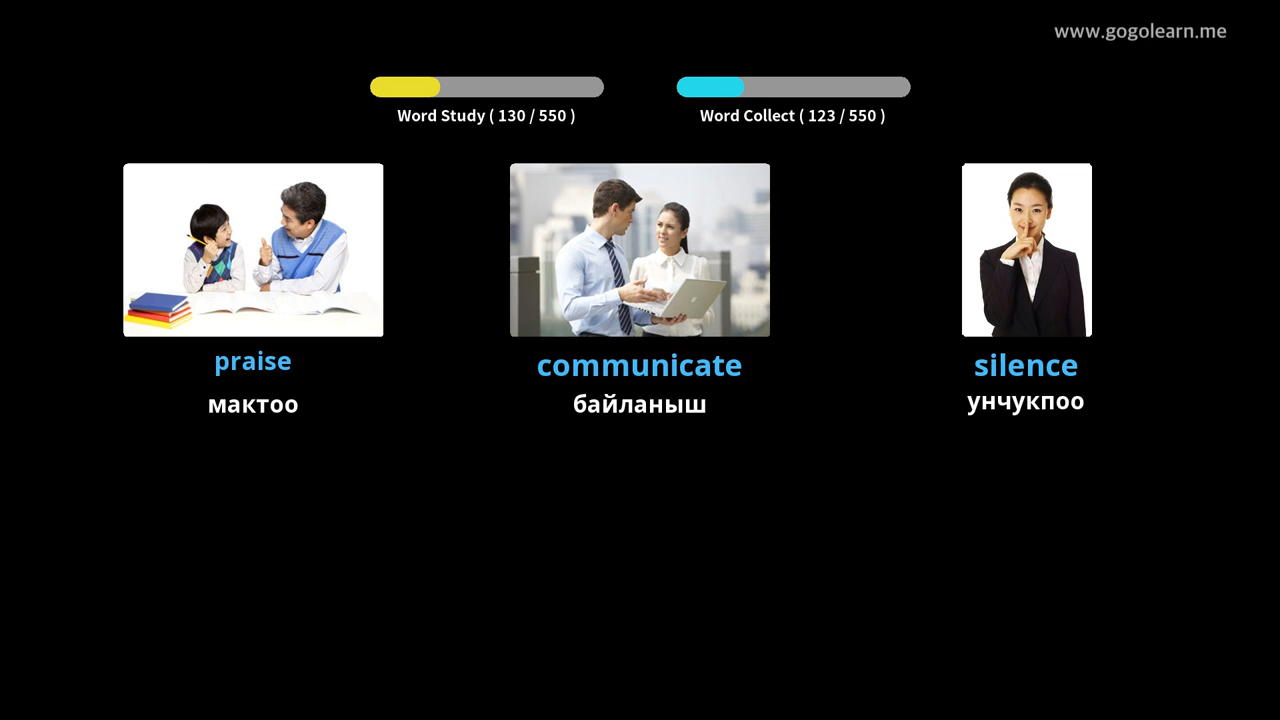 www.gogolearn.me
Word Study ( 130 / 550 )
Word Collect ( 123 / 550 )
praise
communicate
silence
мактоо
байланыш
унчукпоо